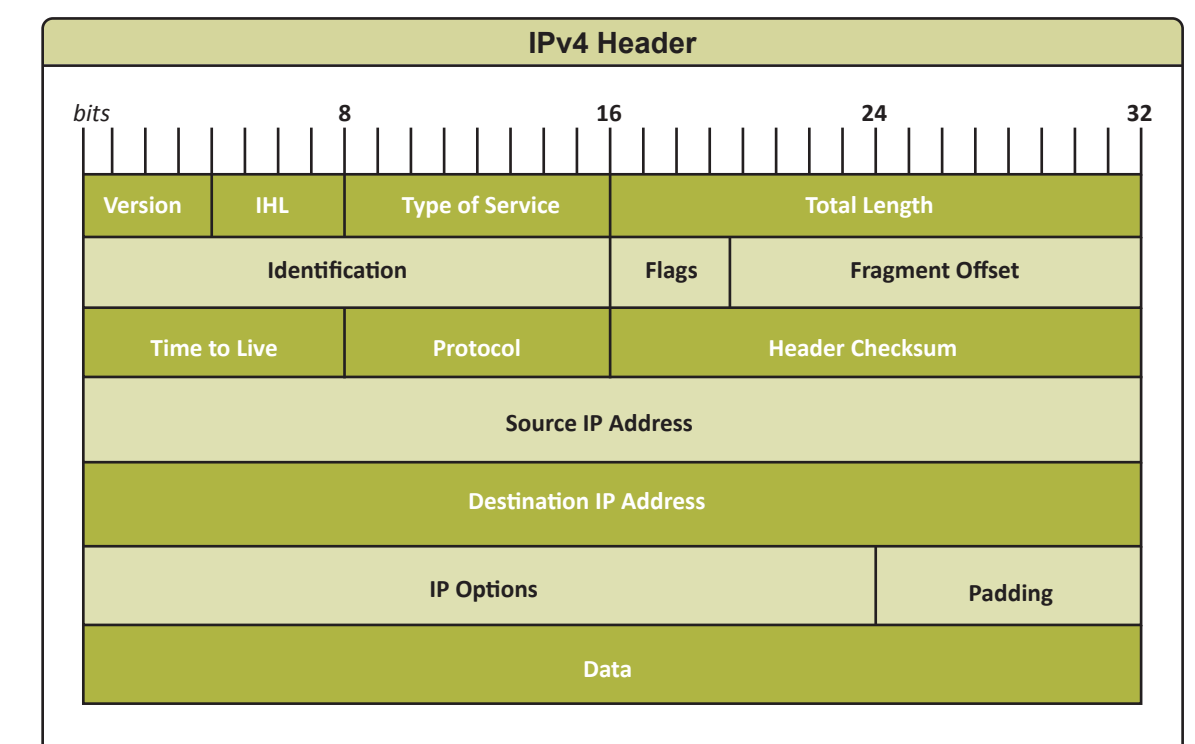 IPv4 Header
bits 8 16 24 32
Version IHL Type of Service Total Length
Identification Flags Fragment Offset
Time to Live Protocol Header Checksum
Source IP Address
Destination IP Address
IP Options Padding
Data